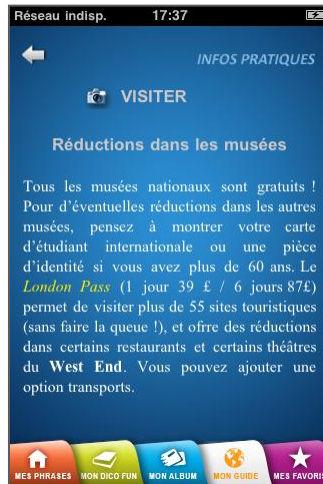 Réseau indisp. 17:37
INFOS PRATIQUES
VISITER
Réductions dans les musées
Tous les musées nationaux sont gratuits !
Pour d'éventuelles réductions dans les autres
musées, pensez à montrer votre carte
d'étudiant internationale ou une pièce
d'identité si vous avez plus de 60 ans. Le
London Pass (1 jour 39 £ / 6 jours 87£)
permet de visiter plus de 55 sites touristiques
(sans faire la queue !), et ofrre des réductions
dans certains restaurants et certains théâtres
du West End. Vous pouvez ajouter une
option transports.
MES PHRASES MON DICO FUN MON ALBUM MON GUIDE MES FAVORIS